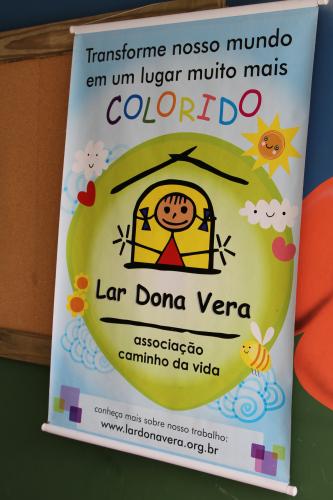 Transforme nosso mundo
em um lugar muito mais
COLORIDO
Lar Dona Vera
associação
caminho da vida
conheça mais sobre nosso trabalho:
www.lardonavera.org.br